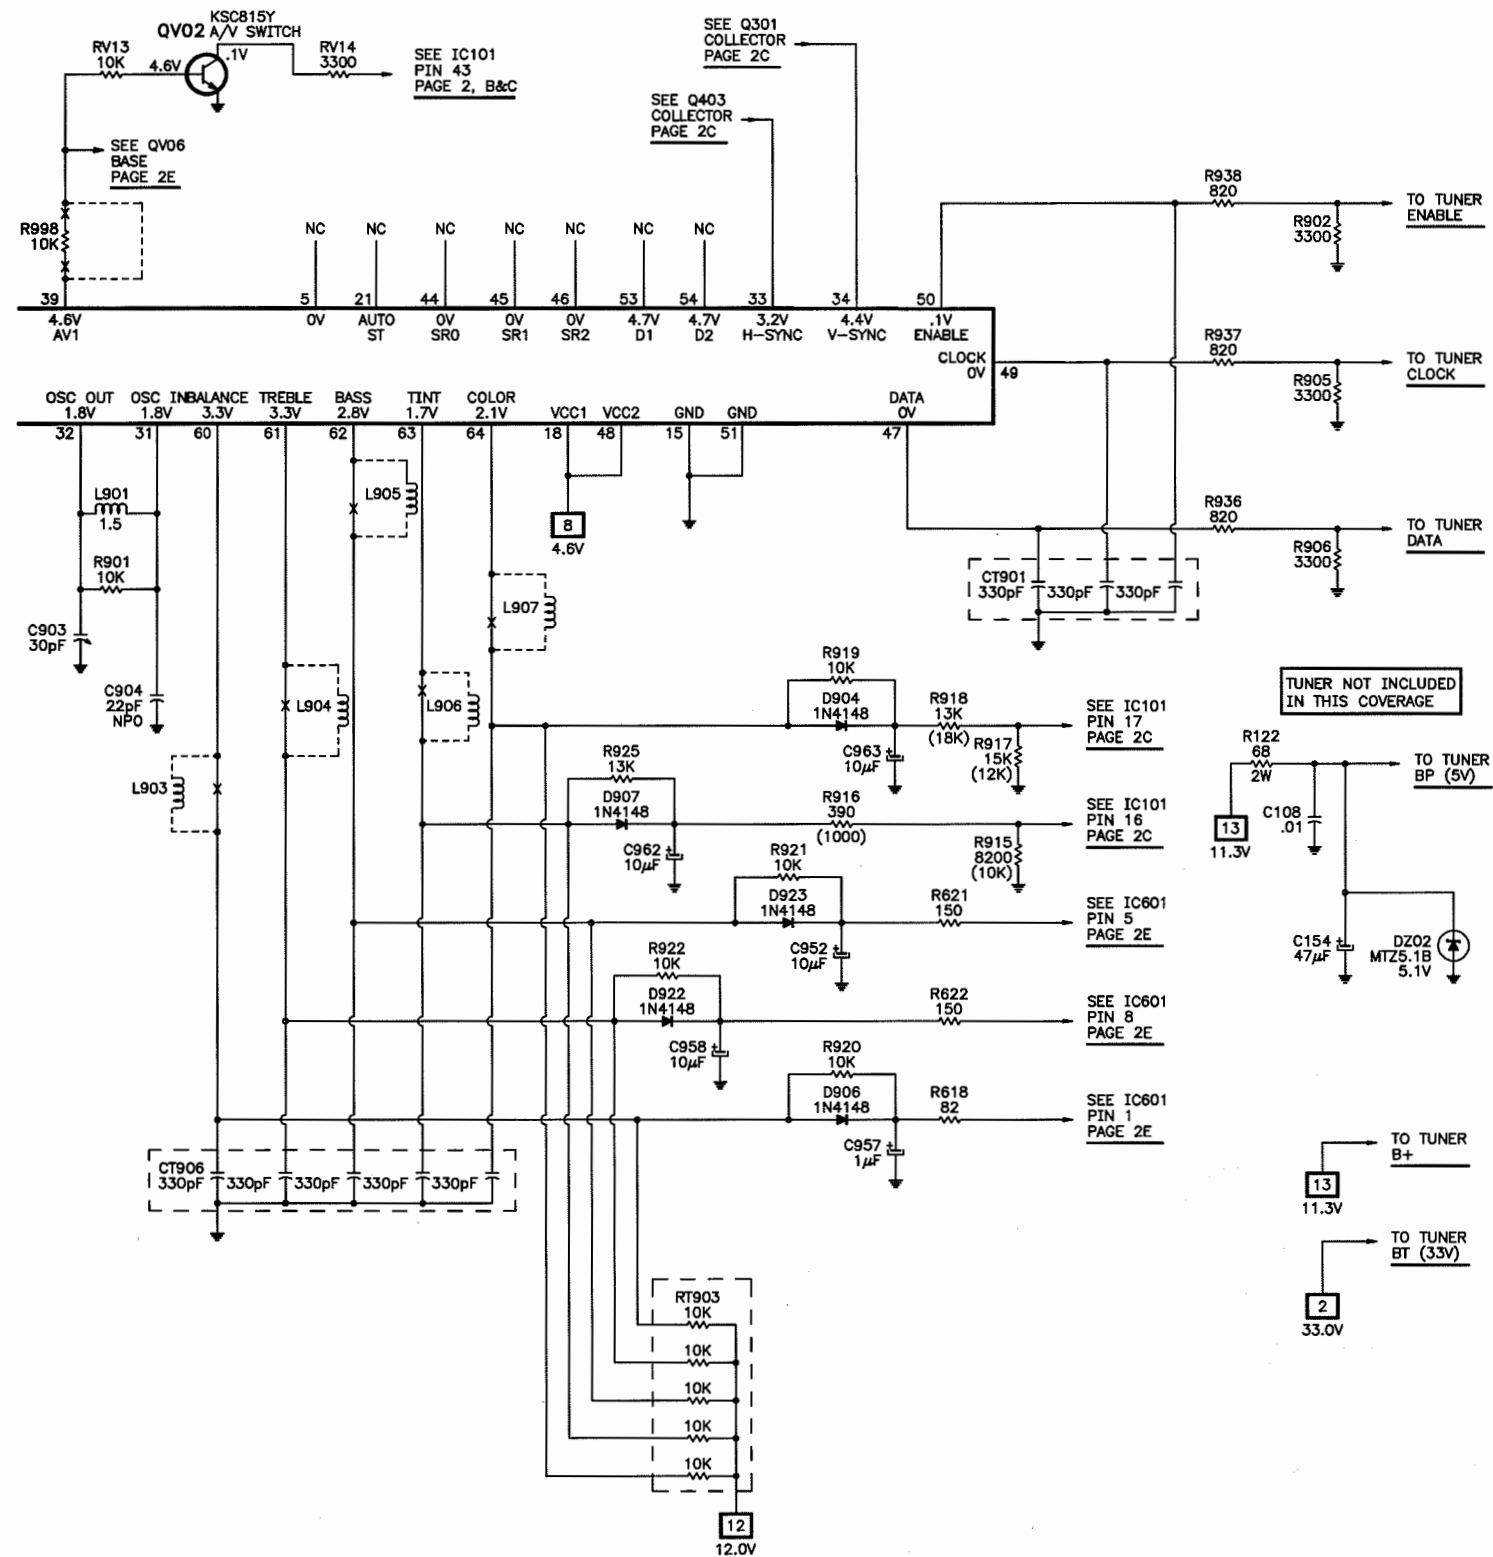 KSC815Y
QV02 A/V SWITCH
RV13
10K
4.6V
.1V
RV14
3300
SEE IC101
PIN 43
PAGE 2, B&C
SEE Q301
COLLECTOR
PAGE 2C
SEE Q403
COLLECTOR
PAGE 2C
SEE QV06
BASE
PAGE 2E
R998
10K
NC NC NC NC NC NC NC
R938
820
R902
3300
TO TUNER
ENABLE
39 5 21 44 45 46 53 54 33 34 50
4.6V 0V AUTO 0V 0V 0V 4.7V 4.7V 3.2V 4.4V .1V
AV1 ST SR0 SR1 SR2 D1 D2 H-SYNC V-SYNC ENABLE
CLOCK
0V
49
R937
820
R905
3300
TO TUNER
CLOCK
OSC OUT OSC IN BALANCE TREBLE BASS TINT COLOR DATA
1.8V 1.8V 3.3V 3.3V 2.8V 1.7V 2.1V VCC1 VCC2 GND GND 0V
32 31 60 61 62 63 64 18 48 15 51 47
L901
1.5
R901
10K
C903
30pF
C904
22pF
NPO
L905
8
4.6V
L907
L904
L906
L903
R936
820
R906
3300
TO TUNER
DATA
CT901
330pF 330pF 330pF
R919
10K
D904
1N4148
R918
13K
(18K)
C963
10µF
R917
15K
(12K)
SEE IC101
PIN 17
PAGE 2C
TUNER NOT INCLUDED
IN THIS COVERAGE
R925
13K
D907
1N4148
C962
10µF
R916
390
(1000)
R915
8200
(10K)
SEE IC101
PIN 16
PAGE 2C
R122
68
2W
TO TUNER
BP (5V)
13
11.3V
C108
.01
R921
10K
D923
1N4148
C952
10µF
R621
150
SEE IC601
PIN 5
PAGE 2E
C154
47µF
DZ02
MTZ5.1B
5.1V
R922
10K
D922
1N4148
C958
10µF
R622
150
SEE IC601
PIN 8
PAGE 2E
R920
10K
D906
1N4148
C957
1µF
R618
82
SEE IC601
PIN 1
PAGE 2E
CT906
330pF 330pF 330pF 330pF
TO TUNER
B+
13
11.3V
TO TUNER
BT (33V)
2
33.0V
RT903
10K
10K
10K
10K
10K
12
12.0V